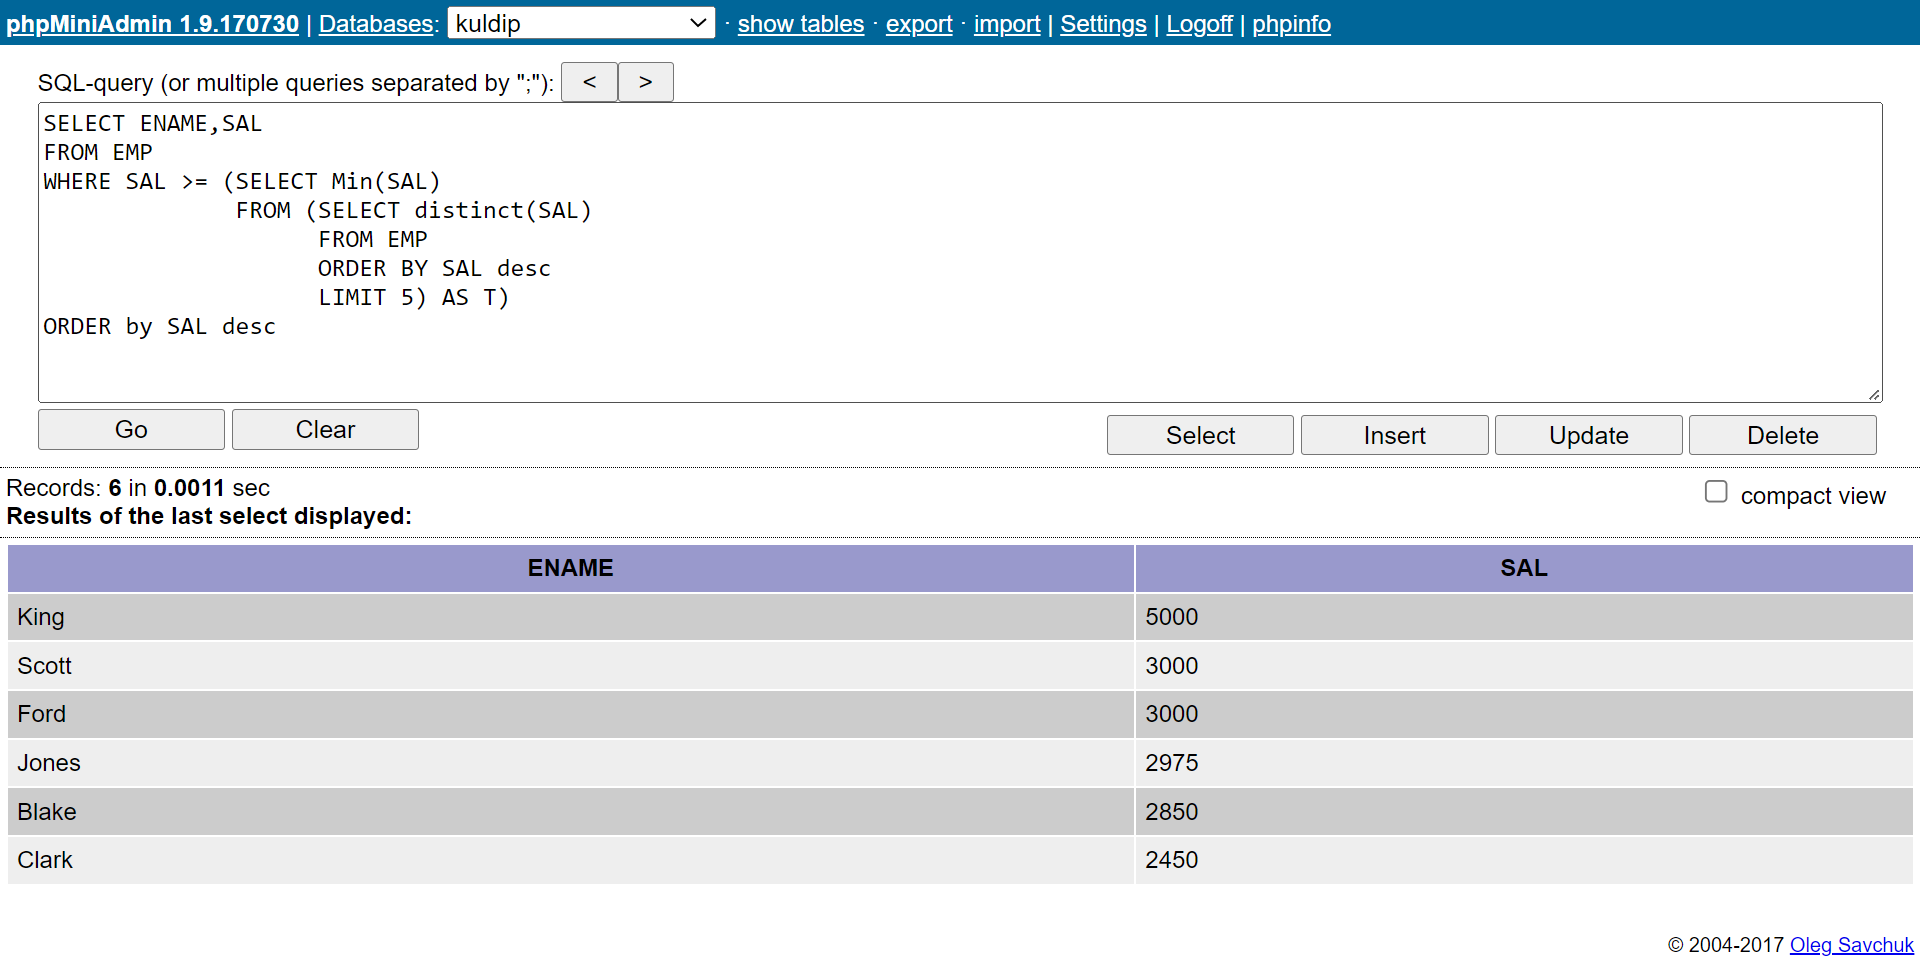 phpMiniAdmin 1.9.170730 | Databases: kuldip · show tables · export · import | Settings | Logoff | phpinfo
SQL-query (or multiple queries separated by ";"): < >
SELECT ENAME,SAL
FROM EMP
WHERE SAL >= (SELECT Min(SAL)
              FROM (SELECT distinct(SAL)
                    FROM EMP
                    ORDER BY SAL desc
                    LIMIT 5) AS T)
ORDER by SAL desc
Go Clear Select Insert Update Delete
Records: 6 in 0.0011 sec compact view
Results of the last select displayed:
ENAME SAL
King 5000
Scott 3000
Ford 3000
Jones 2975
Blake 2850
Clark 2450
© 2004-2017 Oleg Savchuk